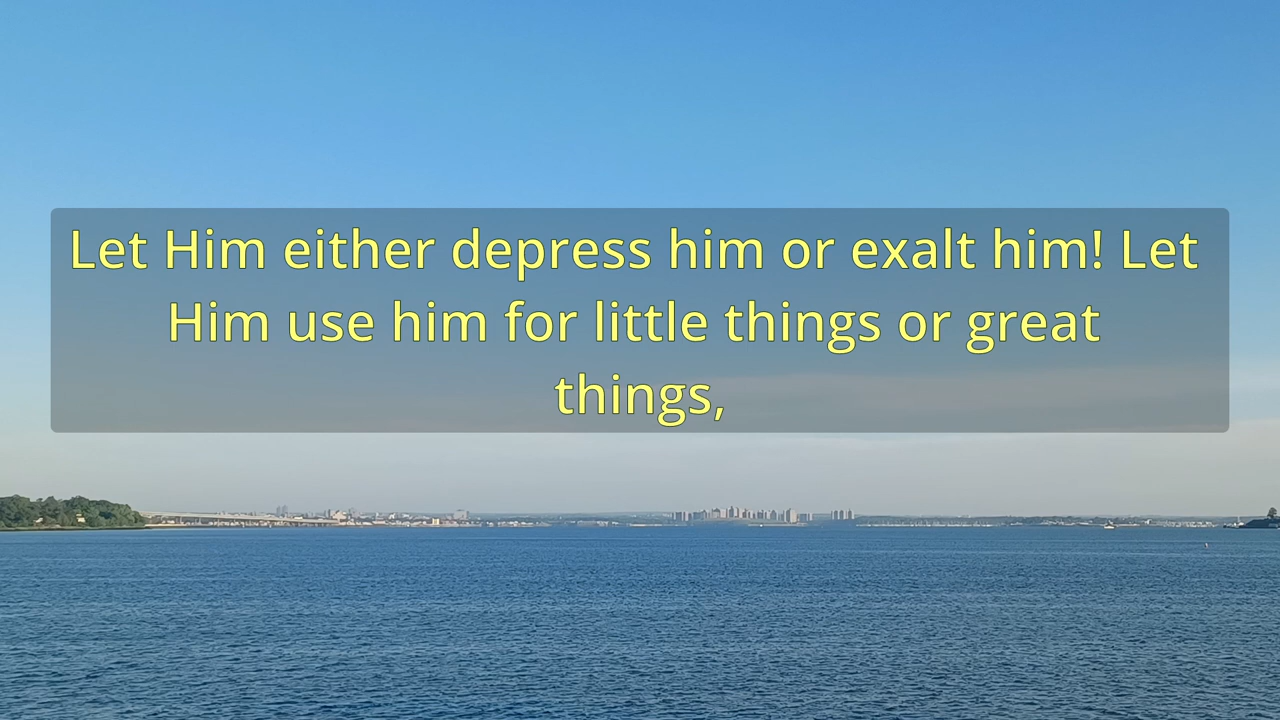 Let Him either depress him or exalt him! Let
Him use him for little things or great
things,